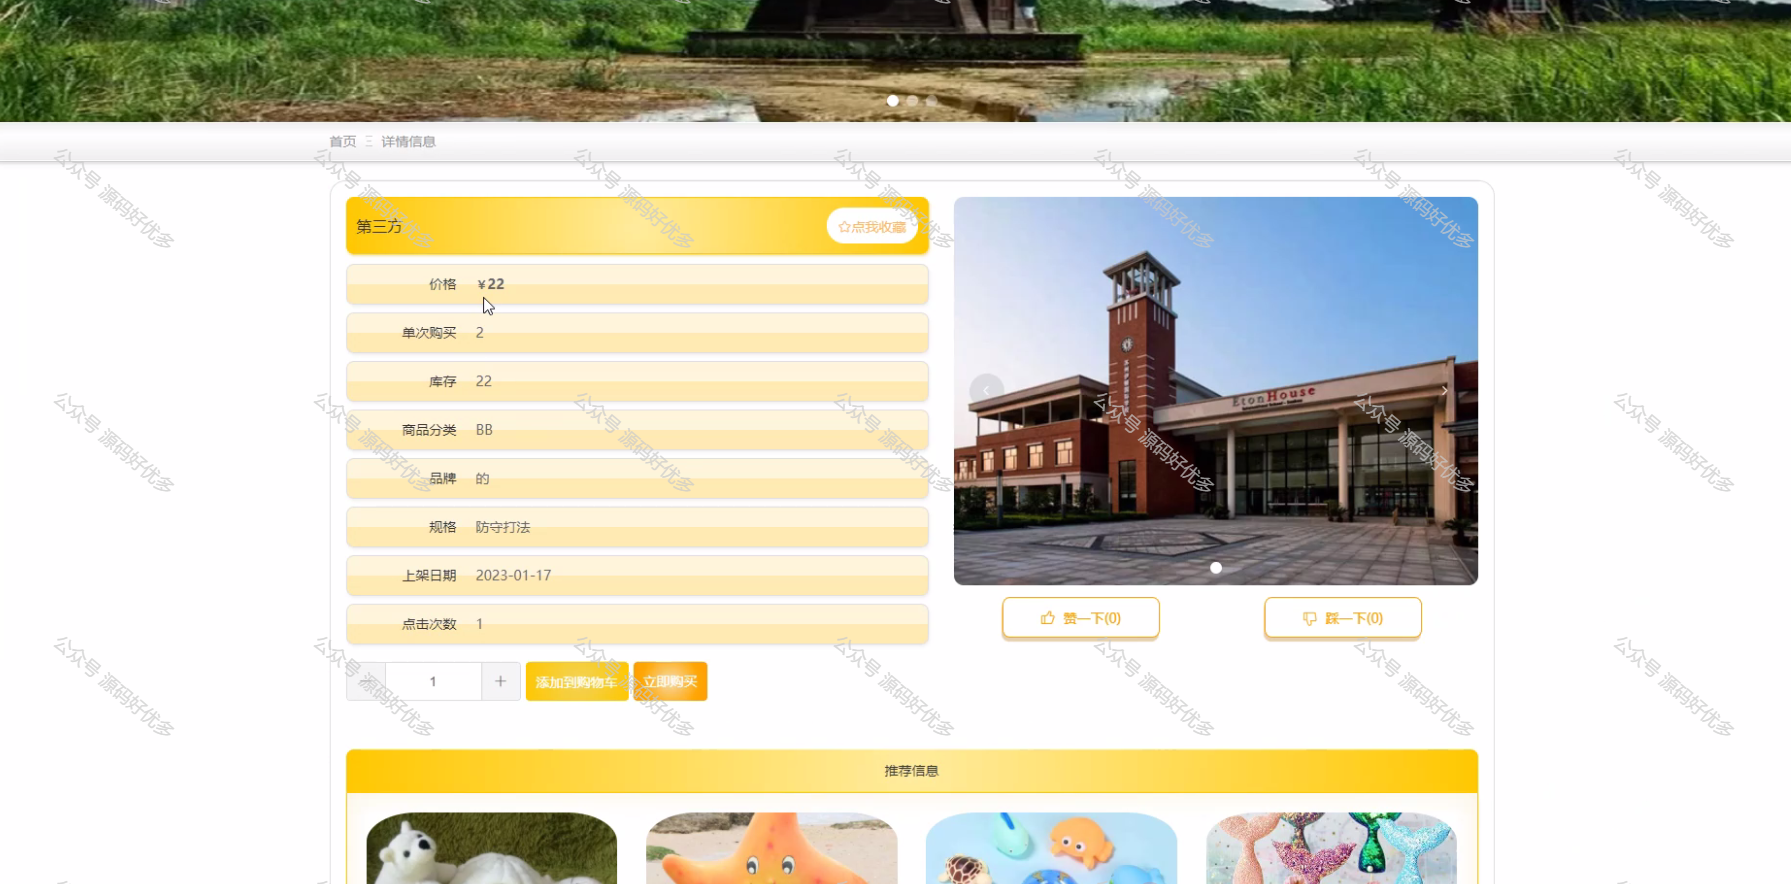 首页 三 详情信息
第三方
☆点我收藏
价格 ￥22
单次购买 2
库存 22
商品分类 BB
品牌 的
规格 防守打法
上架日期 2023-01-17
点击次数 1
EtonHouse
赞一下(0)
踩一下(0)
— 1 +
添加到购物车
立即购买
推荐信息
公众号 源码好优多